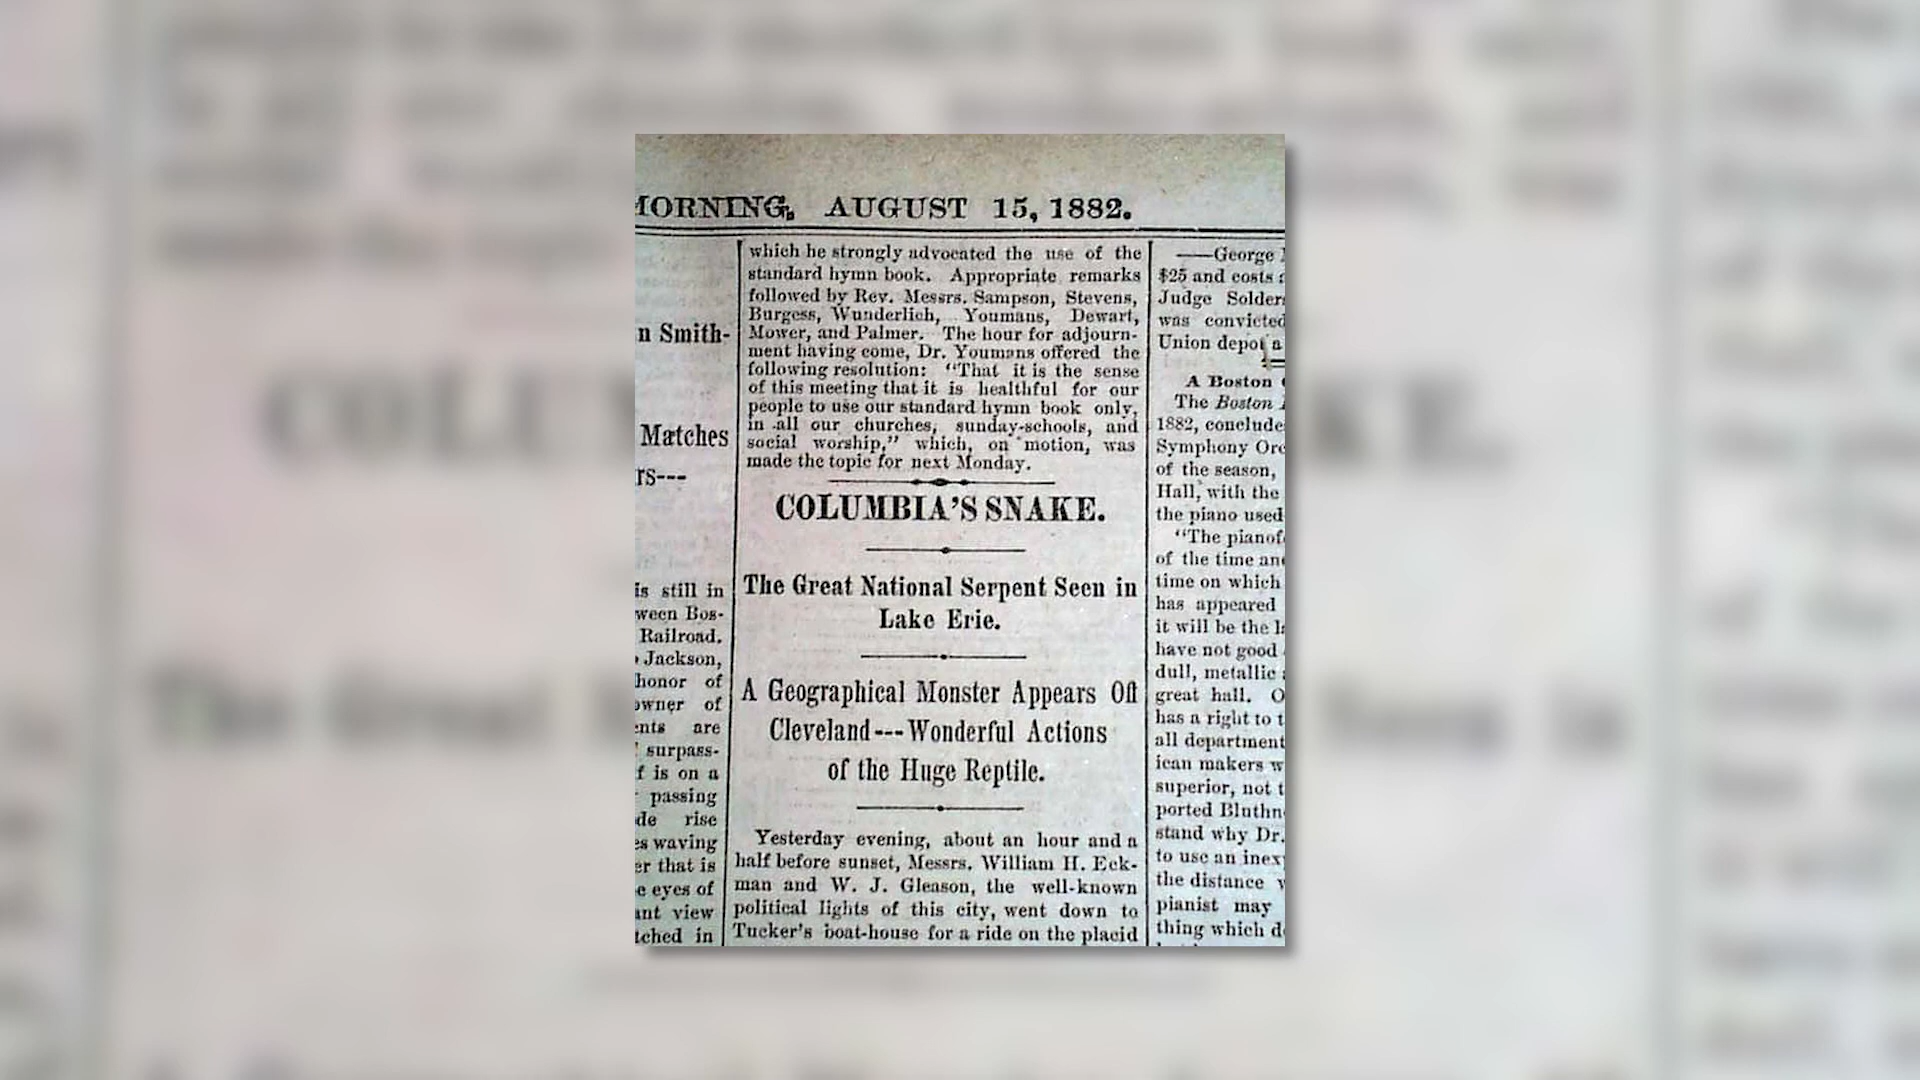 MORNING, AUGUST 15, 1882.
n Smith-
Matches
rs---
is still in
ween Bos-
Railroad.
Jackson,
honor of
owner of
ents are
surpass-
f is on a
passing
de rise
es waving
er that is
e eyes of
ant view
tched in
which he strongly advocated the use of the
standard hymn book. Appropriate remarks
followed by Rev. Messrs. Sampson, Stevens,
Burgess, Wunderlich, Youmans, Dewart,
Mower, and Palmer. The hour for adjourn-
ment having come, Dr. Youmans offered the
following resolution: "That it is the sense
of this meeting that it is healthful for our
people to use our standard hymn book only,
in all our churches, sunday-schools, and
social worship," which, on motion, was
made the topic for next Monday.
COLUMBIA'S SNAKE.
The Great National Serpent Seen in
Lake Erie.
A Geographical Monster Appears Off
Cleveland---Wonderful Actions
of the Huge Reptile.
Yesterday evening, about an hour and a
half before sunset, Messrs. William H. Eck-
man and W. J. Gleason, the well-known
political lights of this city, went down to
Tucker's boat-house for a ride on the placid
——George
$25 and costs
Judge Solder
was convicted
Union depot a
A Boston
The Boston
1882, conclude
Symphony Orc
of the season,
Hall, with the
the piano used
"The pianof
of the time and
time on which
has appeared
it will be the l
have not good
dull, metallic
great hall. O
has a right to t
all department
ican makers w
superior, not t
ported Bluthn
stand why Dr.
to use an inex
the distance
pianist may
thing which d